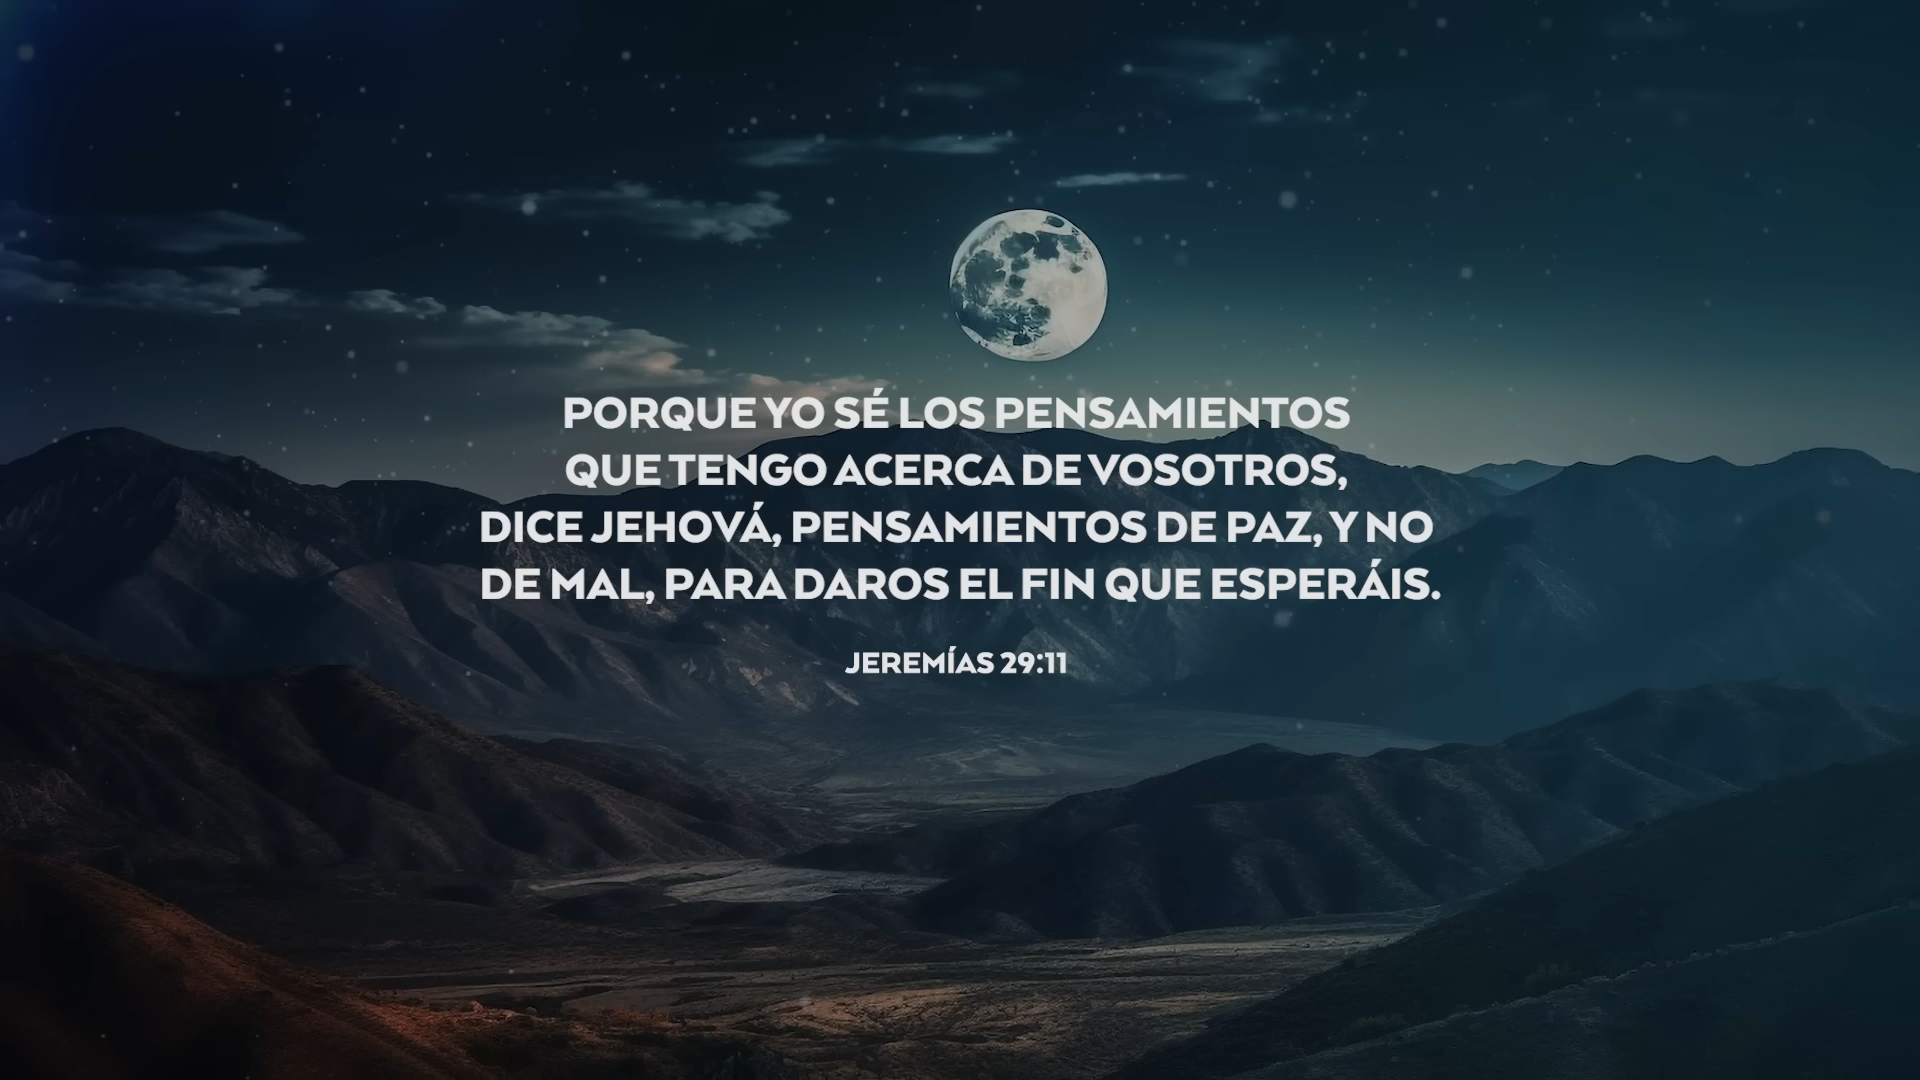 PORQUE YO SÉ LOS PENSAMIENTOS
QUE TENGO ACERCA DE VOSOTROS,
DICE JEHOVÁ, PENSAMIENTOS DE PAZ, Y NO
DE MAL, PARA DAROS EL FIN QUE ESPERÁIS.
JEREMÍAS 29:11